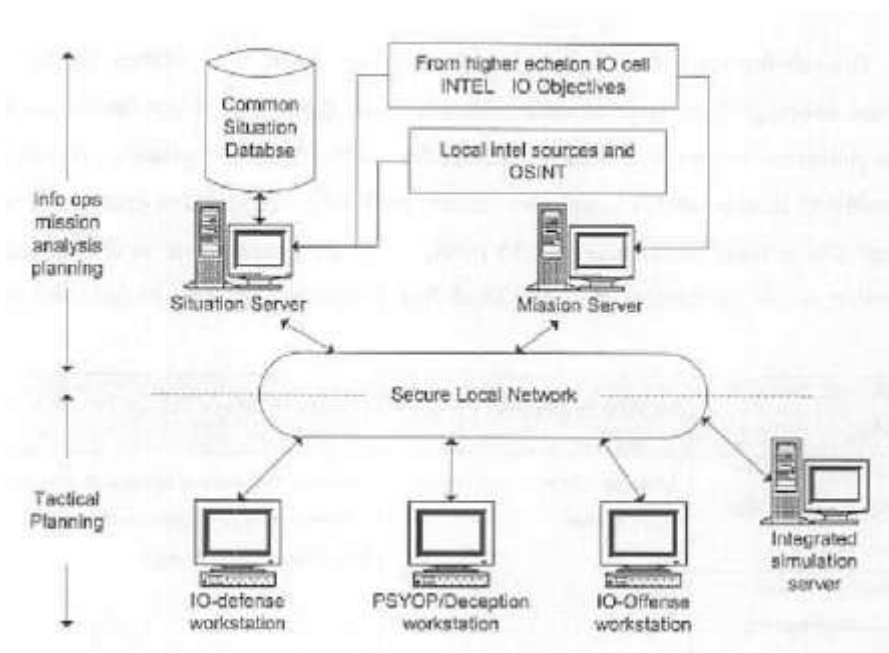 From higher echelon IO cell
INTEL IO Objectives
Common
Situation
Databse
Local intel sources and
OSINT
Info ops
mission
analysis
planning
Situation Server
Mission Server
Secure Local Network
Tactical
Planning
Integrated
simulation
server
IO-defense
workstation
PSYOP/Deception
workstation
IO-Offense
workstation